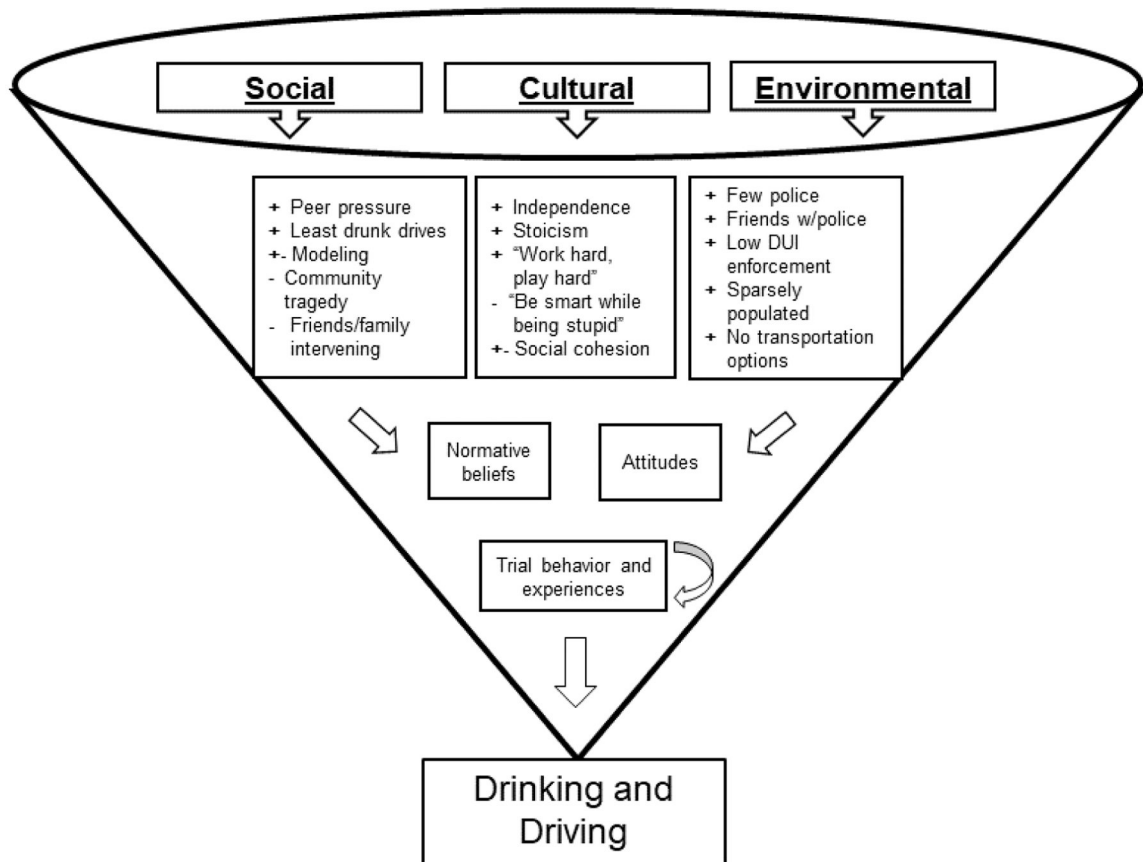 Social
Cultural
Environmental
+ Peer pressure
+ Least drunk drives
+- Modeling
- Community
tragedy
- Friends/family
intervening
+ Independence
+ Stoicism
+ “Work hard,
play hard”
- “Be smart while
being stupid”
+- Social cohesion
+ Few police
+ Friends w/police
+ Low DUI
enforcement
+ Sparsely
populated
+ No transportation
options
Normative
beliefs
Attitudes
Trial behavior and
experiences
Drinking and
Driving